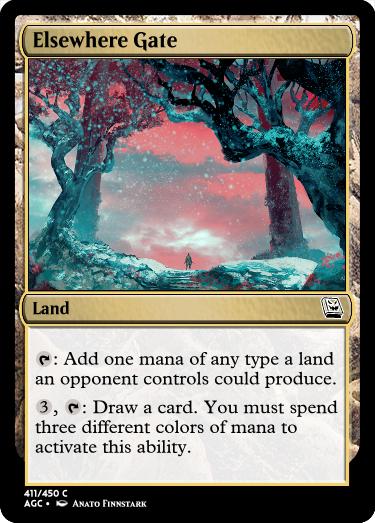 Elsewhere Gate
Land
: Add one mana of any type a land
an opponent controls could produce.
3, : Draw a card. You must spend
three different colors of mana to
activate this ability.
411/450 C
AGC • Anato Finnstark